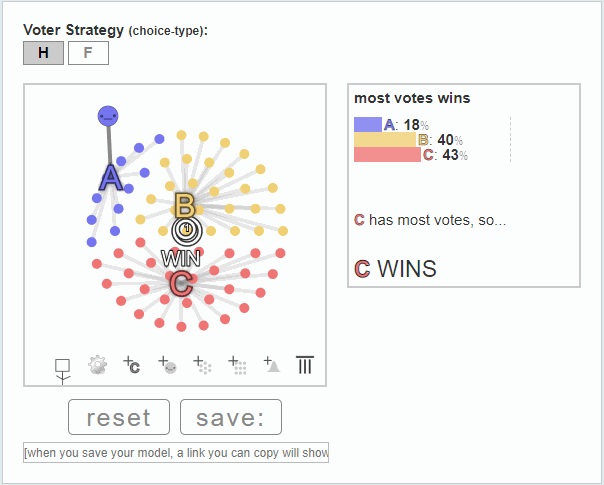 Voter Strategy (choice-type):
H F
A
B
1
WIN
C
+C + + + +
reset save:
[when you save your model, a link you can copy will show
most votes wins
A: 18%
B: 40%
C: 43%
C has most votes, so...
C WINS